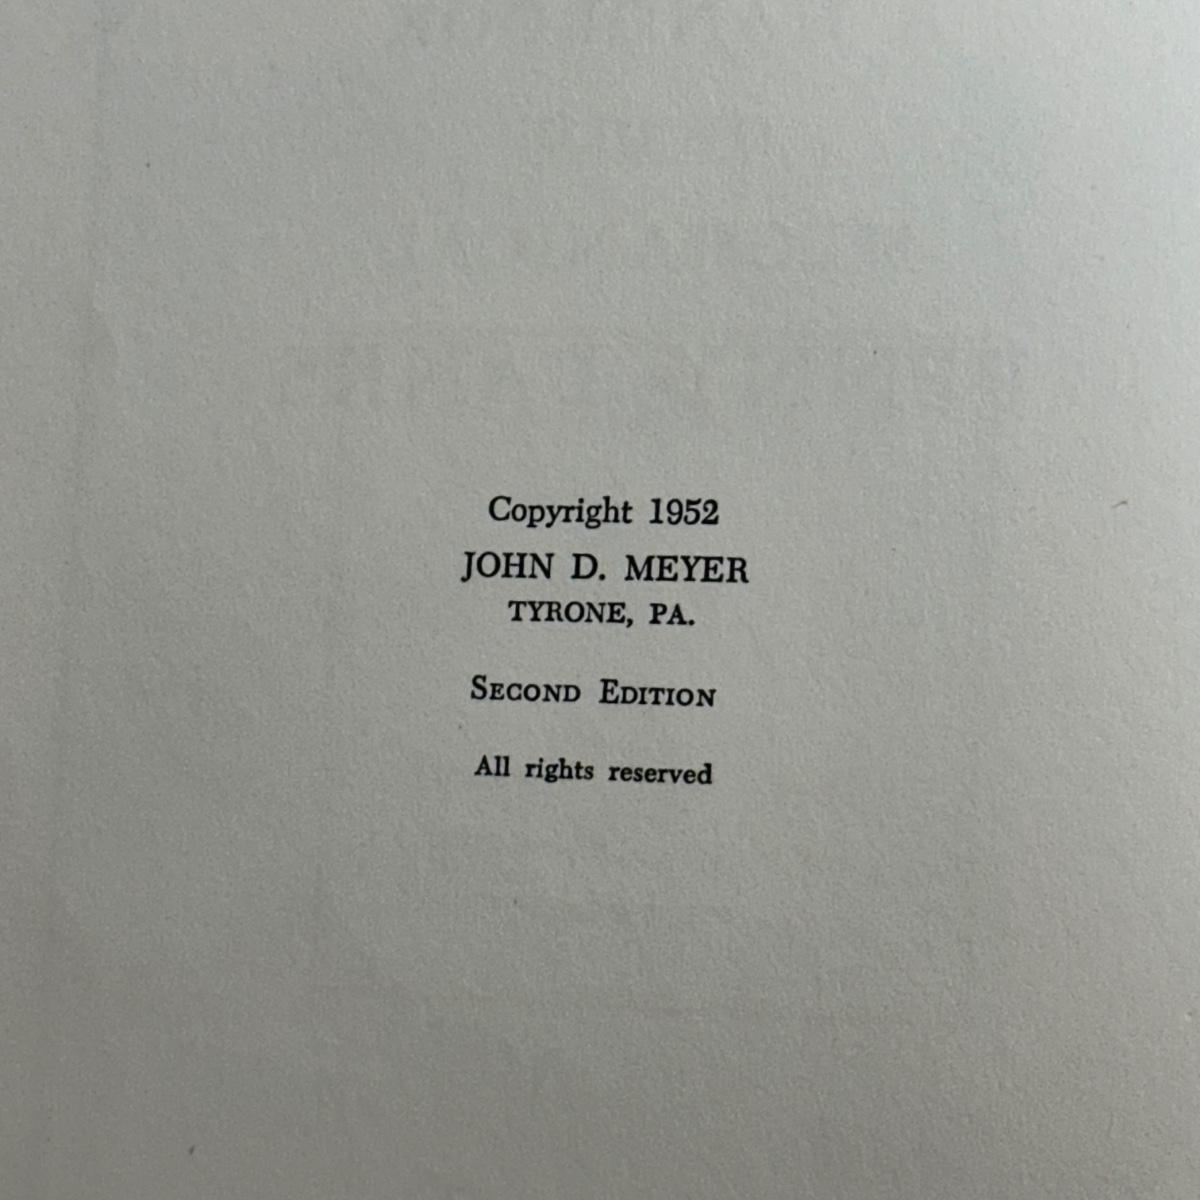 Copyright 1952
JOHN D. MEYER
TYRONE, PA.
SECOND EDITION
All rights reserved